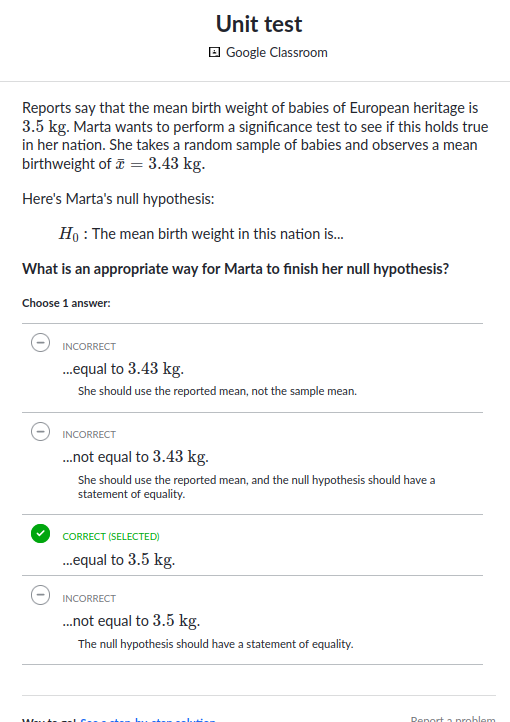 Unit test
Google Classroom
Reports say that the mean birth weight of babies of European heritage is
3.5 kg. Marta wants to perform a significance test to see if this holds true
in her nation. She takes a random sample of babies and observes a mean
birthweight of x̄ = 3.43 kg.
Here's Marta's null hypothesis:
H₀ : The mean birth weight in this nation is...
What is an appropriate way for Marta to finish her null hypothesis?
Choose 1 answer:
INCORRECT
...equal to 3.43 kg.
She should use the reported mean, not the sample mean.
INCORRECT
...not equal to 3.43 kg.
She should use the reported mean, and the null hypothesis should have a
statement of equality.
CORRECT (SELECTED)
...equal to 3.5 kg.
INCORRECT
...not equal to 3.5 kg.
The null hypothesis should have a statement of equality.
Way to go! See a step-by-step solution Report a problem